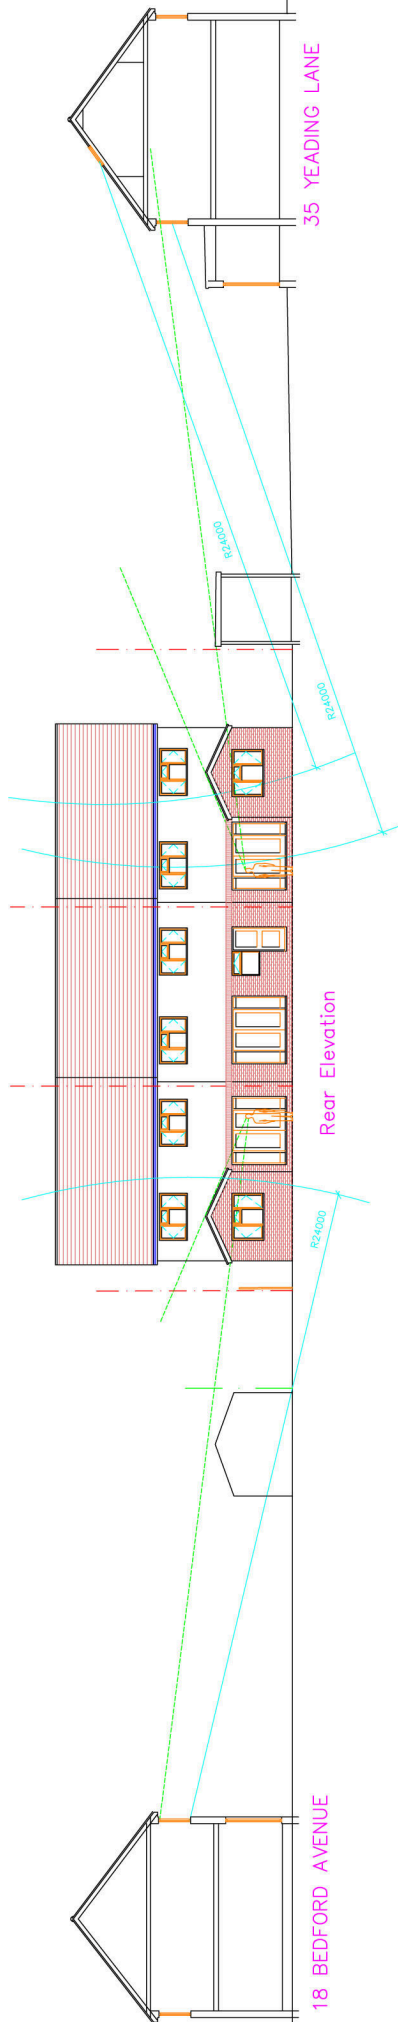 18 BEDFORD AVENUE
R24000
Rear Elevation
R24000
R24000
35 YEADING LANE